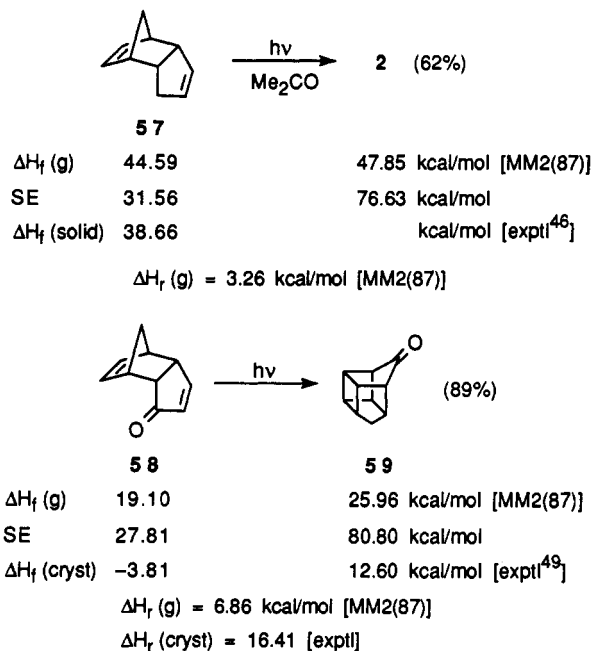 hν
Me₂CO
2 (62%)
57
ΔHf (g) 44.59 47.85 kcal/mol [MM2(87)]
SE 31.56 76.63 kcal/mol
ΔHf (solid) 38.66 kcal/mol [exptl⁴⁶]
ΔHr (g) = 3.26 kcal/mol [MM2(87)]
O
hν
O
(89%)
58 59
ΔHf (g) 19.10 25.96 kcal/mol [MM2(87)]
SE 27.81 80.80 kcal/mol
ΔHf (cryst) −3.81 12.60 kcal/mol [exptl⁴⁹]
ΔHr (g) = 6.86 kcal/mol [MM2(87)]
ΔHr (cryst) = 16.41 [exptl]